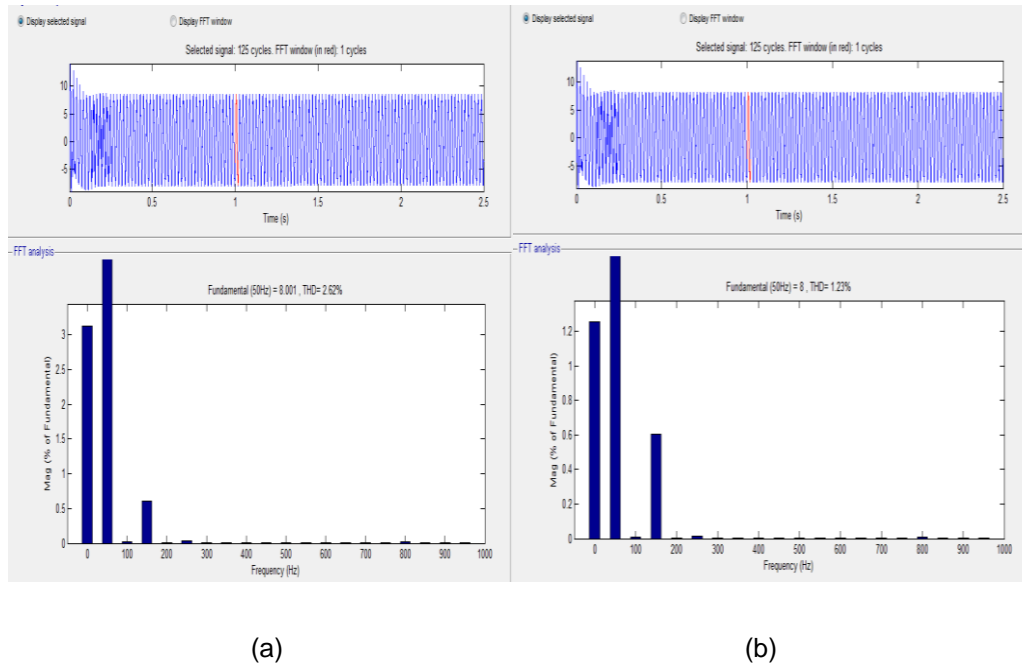 Display selected signal Display FFT window
Selected signal: 125 cycles. FFT window (in red): 1 cycles
10
5
0
-5
0 0.5 1 1.5 2 2.5
Time (s)
FFT analysis
Fundamental (50Hz) = 8.001 , THD= 2.62%
Mag (% of Fundamental)
3
2.5
2
1.5
1
0.5
0
0 100 200 300 400 500 600 700 800 900 1000
Frequency (Hz)
(a)
Display selected signal Display FFT window
Selected signal: 125 cycles. FFT window (in red): 1 cycles
10
5
0
-5
0 0.5 1 1.5 2 2.5
Time (s)
FFT analysis
Fundamental (50Hz) = 8 , THD= 1.23%
Mag (% of Fundamental)
1.2
1
0.8
0.6
0.4
0.2
0
0 100 200 300 400 500 600 700 800 900 1000
Frequency (Hz)
(b)